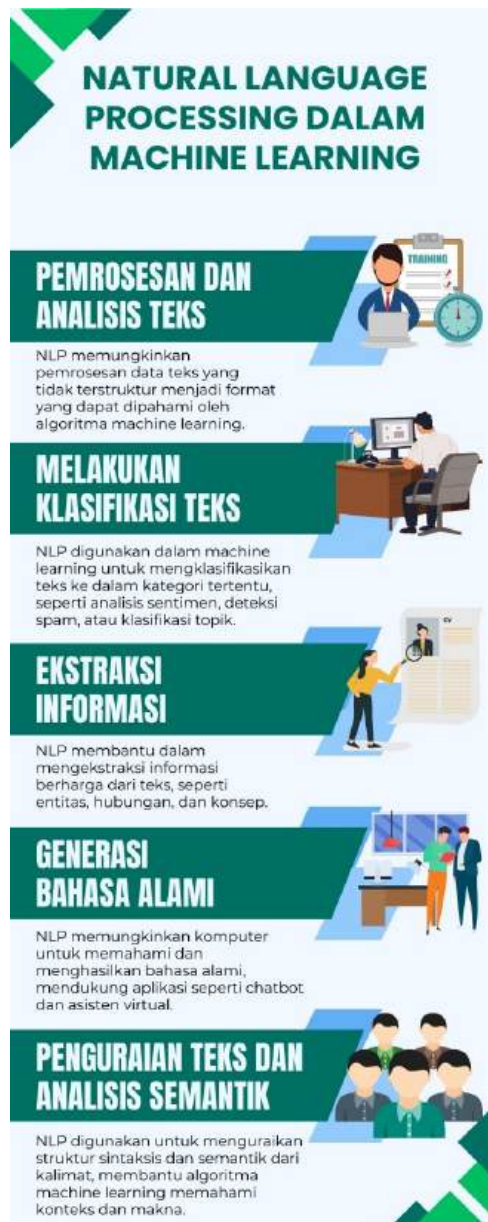 NATURAL LANGUAGE
PROCESSING DALAM
MACHINE LEARNING
TRAINING
PEMROSESAN DAN
ANALISIS TEKS
NLP memungkinkan
pemrosesan data teks yang
tidak terstruktur menjadi format
yang dapat dipahami oleh
algoritma machine learning.
MELAKUKAN
KLASIFIKASI TEKS
NLP digunakan dalam machine
learning untuk mengklasifikasikan
teks ke dalam kategori tertentu,
seperti analisis sentimen, deteksi
spam, atau klasifikasi topik.
CV
EKSTRAKSI
INFORMASI
NLP membantu dalam
mengekstraksi informasi
berharga dari teks, seperti
entitas, hubungan, dan konsep.
GENERASI
BAHASA ALAMI
NLP memungkinkan komputer
untuk memahami dan
menghasilkan bahasa alami,
mendukung aplikasi seperti chatbot
dan asisten virtual.
PENGURAIAN TEKS DAN
ANALISIS SEMANTIK
NLP digunakan untuk menguraikan
struktur sintaksis dan semantik dari
kalimat, membantu algoritma
machine learning memahami
konteks dan makna.